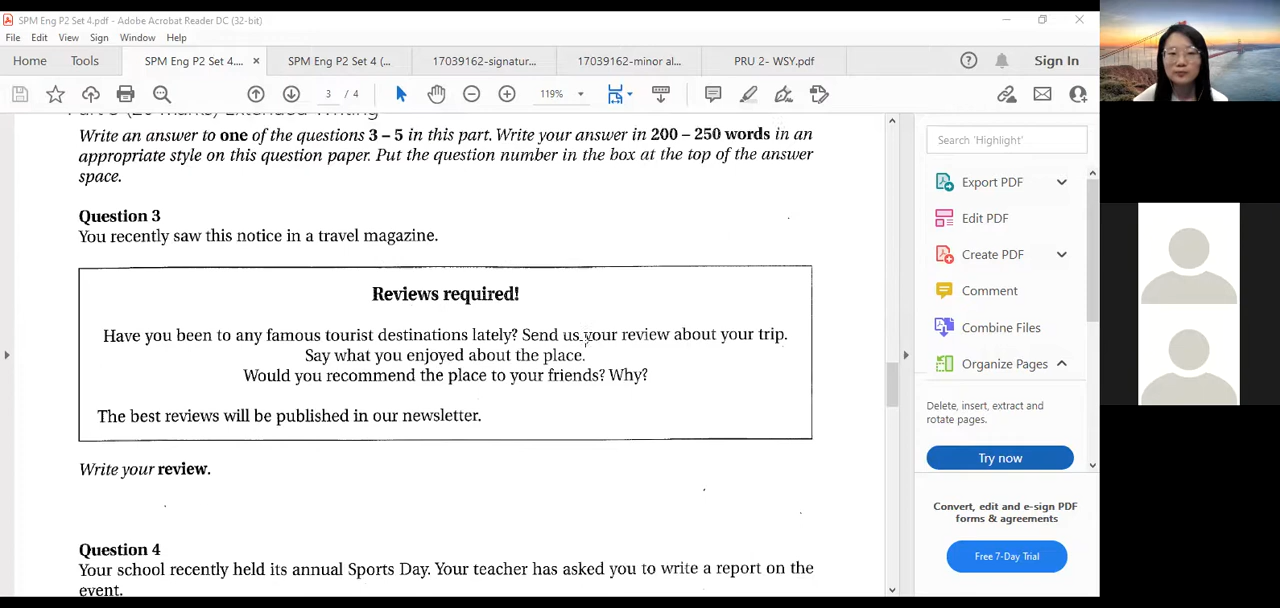 SPM Eng P2 Set 4.pdf - Adobe Acrobat Reader DC (32-bit)
File Edit View Sign Window Help
Home Tools SPM Eng P2 Set 4... × SPM Eng P2 Set 4 (... 17039162-signatur... 17039162-minor al... PRU 2- WSY.pdf Sign In
3 / 4 119%
Write an answer to one of the questions 3 – 5 in this part. Write your answer in 200 – 250 words in an
appropriate style on this question paper. Put the question number in the box at the top of the answer
space.
Question 3
You recently saw this notice in a travel magazine.
Reviews required!
Have you been to any famous tourist destinations lately? Send us your review about your trip.
Say what you enjoyed about the place.
Would you recommend the place to your friends? Why?
The best reviews will be published in our newsletter.
Write your review.
Question 4
Your school recently held its annual Sports Day. Your teacher has asked you to write a report on the
event.
Search 'Highlight'
Export PDF
Edit PDF
Create PDF
Comment
Combine Files
Organize Pages
Delete, insert, extract and
rotate pages.
Try now
Convert, edit and e-sign PDF
forms & agreements
Free 7-Day Trial